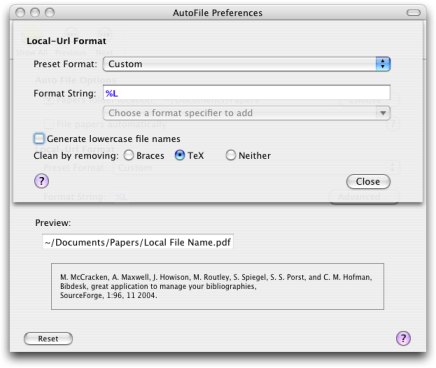 AutoFile Preferences
Local-Url Format
Preset Format: Custom
Format String: %L
Choose a format specifier to add
Generate lowercase file names
Clean by removing: Braces TeX Neither
? Close
Preview:
~/Documents/Papers/Local File Name.pdf
M. McCracken, A. Maxwell, J. Howison, M. Routley, S. Spiegel, S. S. Porst, and C. M. Hofman,
Bibdesk, great application to manage your bibliographies,
SourceForge, 1:96, 11 2004.
Reset ?